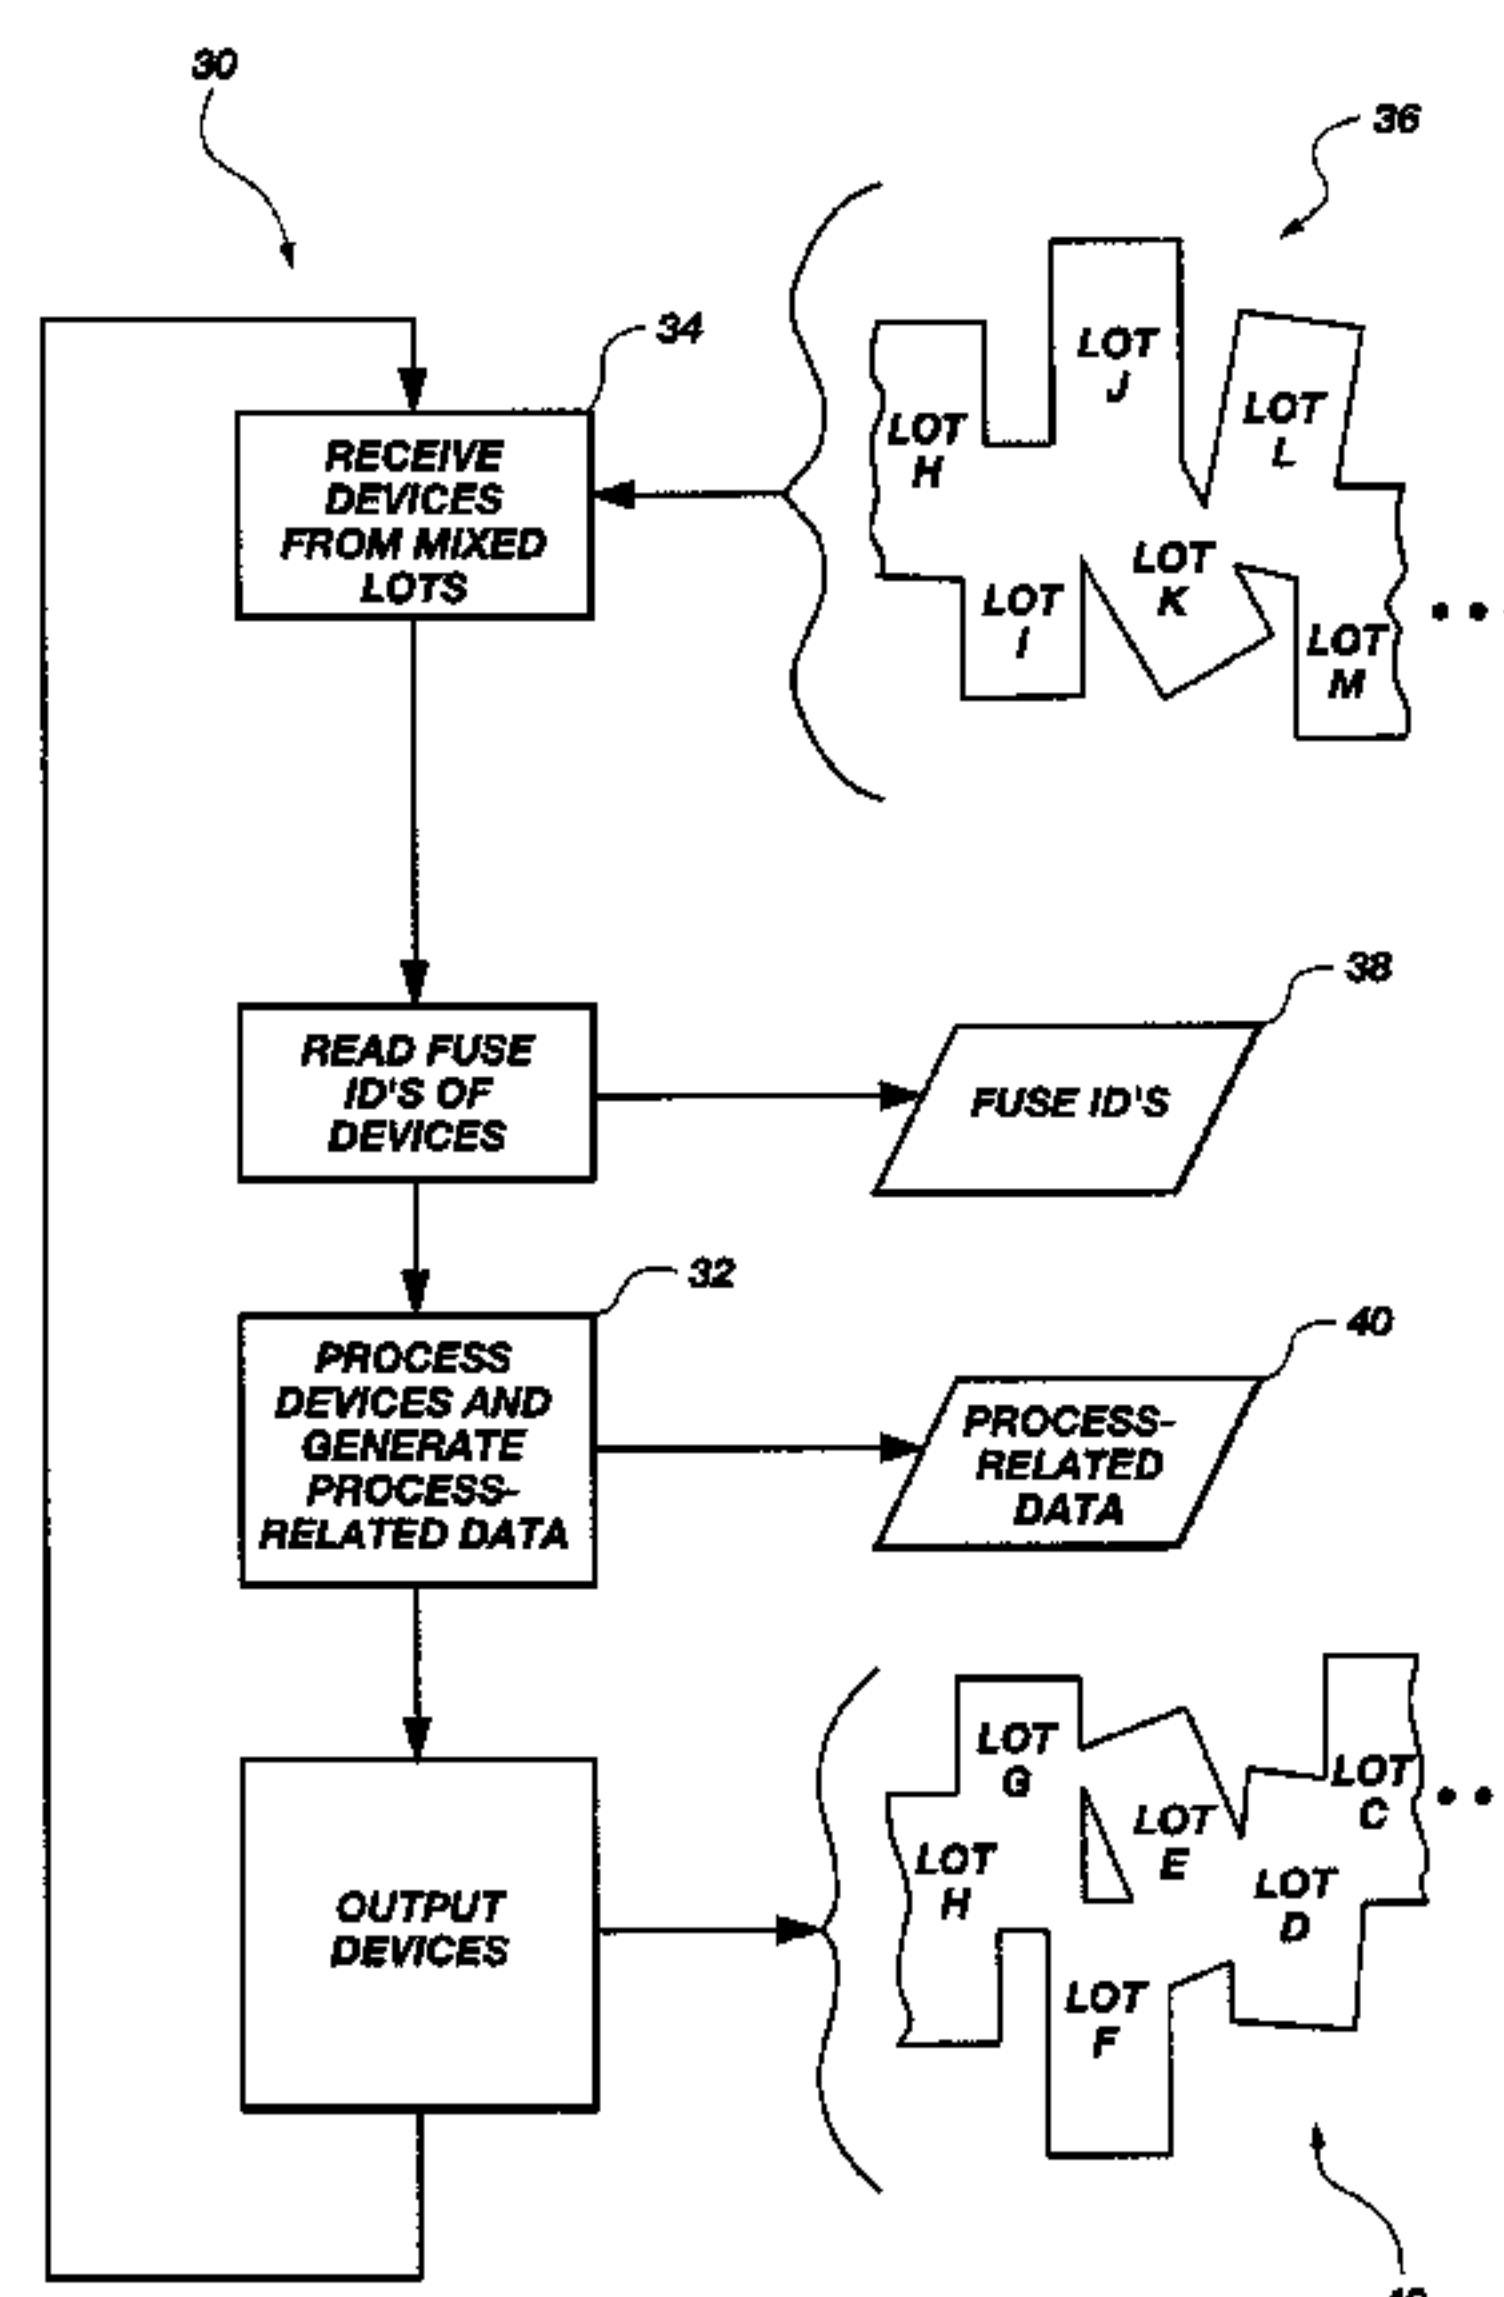 30
36
34
LOT
J
LOT
L
LOT
H
RECEIVE
DEVICES
FROM MIXED
LOTS
LOT
K
LOT
I
LOT
M
38
READ FUSE
ID'S OF
DEVICES
FUSE ID'S
32
40
PROCESS
DEVICES AND
GENERATE
PROCESS-
RELATED DATA
PROCESS-
RELATED
DATA
LOT
G
LOT
C
LOT
E
LOT
H
LOT
D
OUTPUT
DEVICES
LOT
F